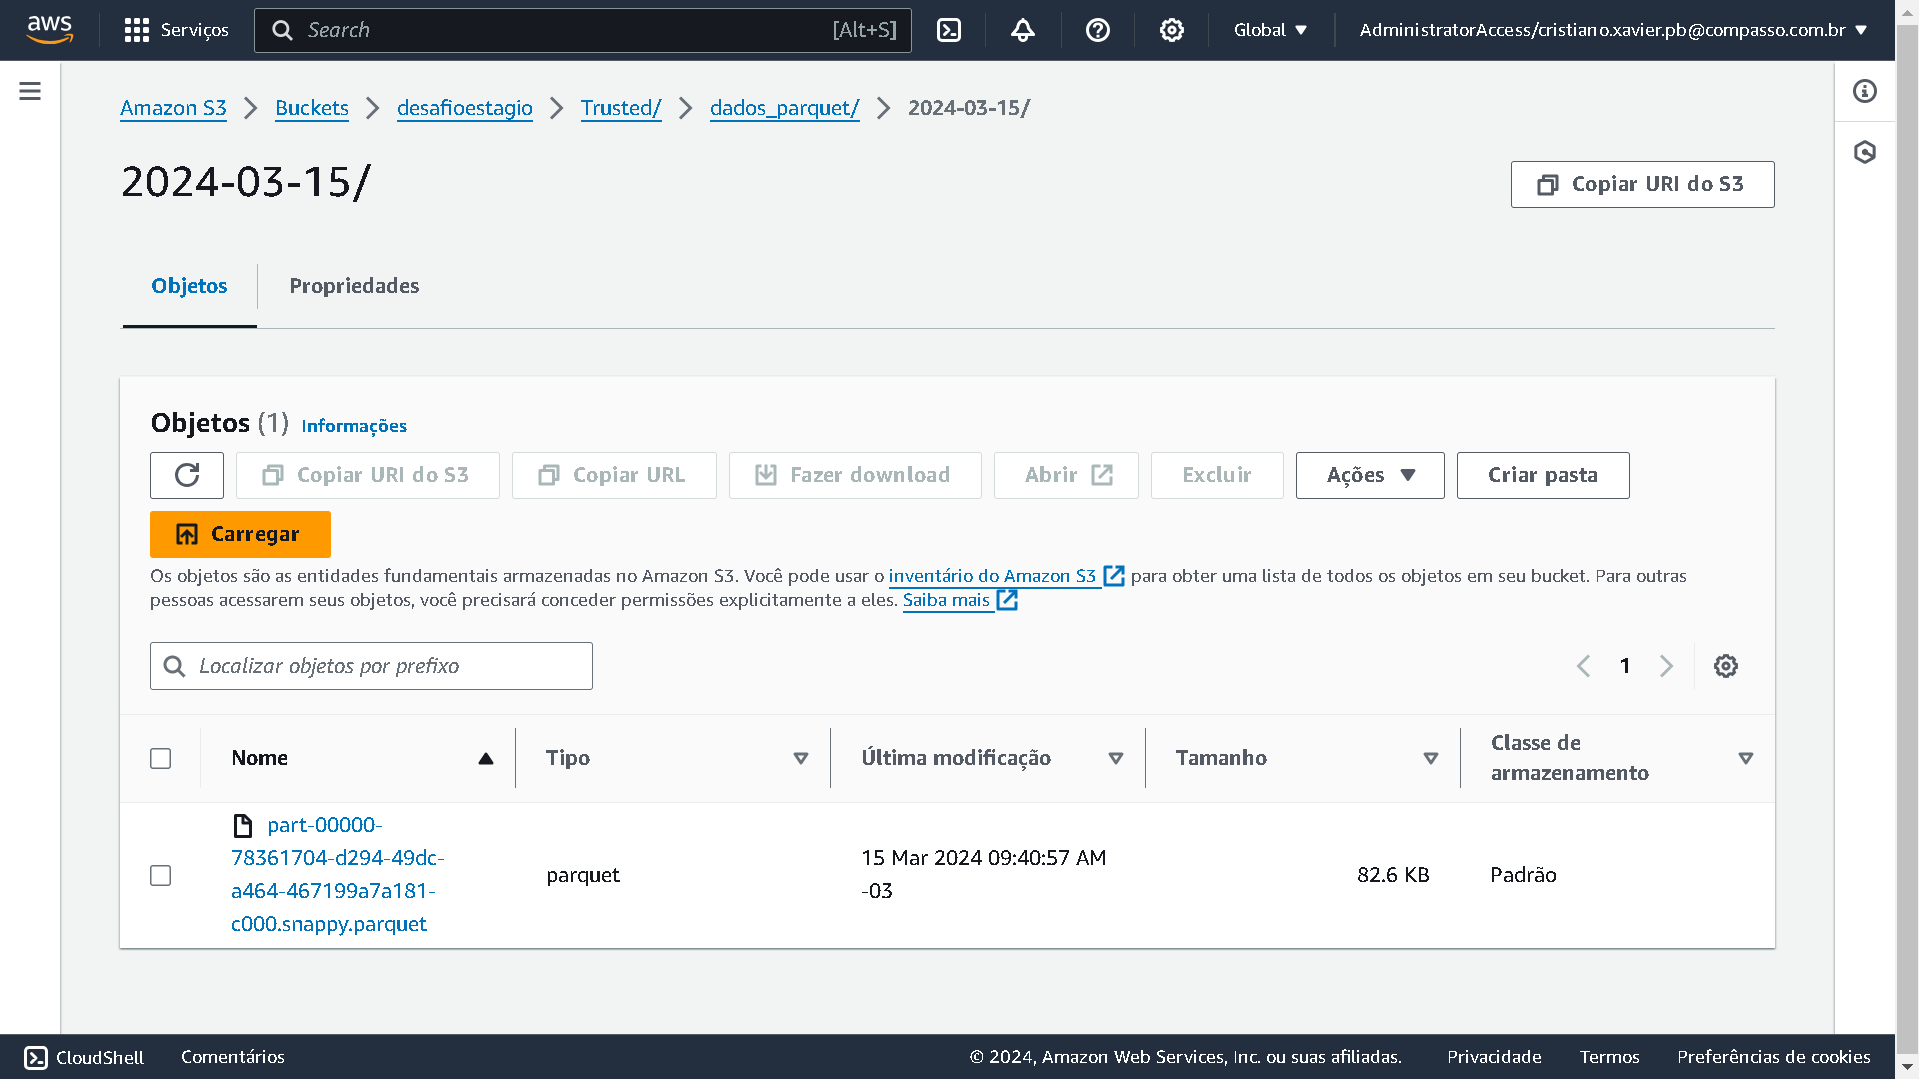 aws
Serviços
Search [Alt+S]
Global
AdministratorAccess/cristiano.xavier.pb@compasso.com.br
Amazon S3 Buckets desafioestagio Trusted/ dados_parquet/ 2024-03-15/
2024-03-15/
Copiar URI do S3
Objetos
Propriedades
Objetos (1) Informações
Copiar URI do S3
Copiar URL
Fazer download
Abrir
Excluir
Ações
Criar pasta
Carregar
Os objetos são as entidades fundamentais armazenadas no Amazon S3. Você pode usar o inventário do Amazon S3 para obter uma lista de todos os objetos em seu bucket. Para outras
pessoas acessarem seus objetos, você precisará conceder permissões explicitamente a eles. Saiba mais
Localizar objetos por prefixo
1
Nome
Tipo
Última modificação
Tamanho
Classe de
armazenamento
part-00000-
78361704-d294-49dc-
a464-467199a7a181-
c000.snappy.parquet
parquet
15 Mar 2024 09:40:57 AM
-03
82.6 KB
Padrão
CloudShell
Comentários
© 2024, Amazon Web Services, Inc. ou suas afiliadas.
Privacidade
Termos
Preferências de cookies